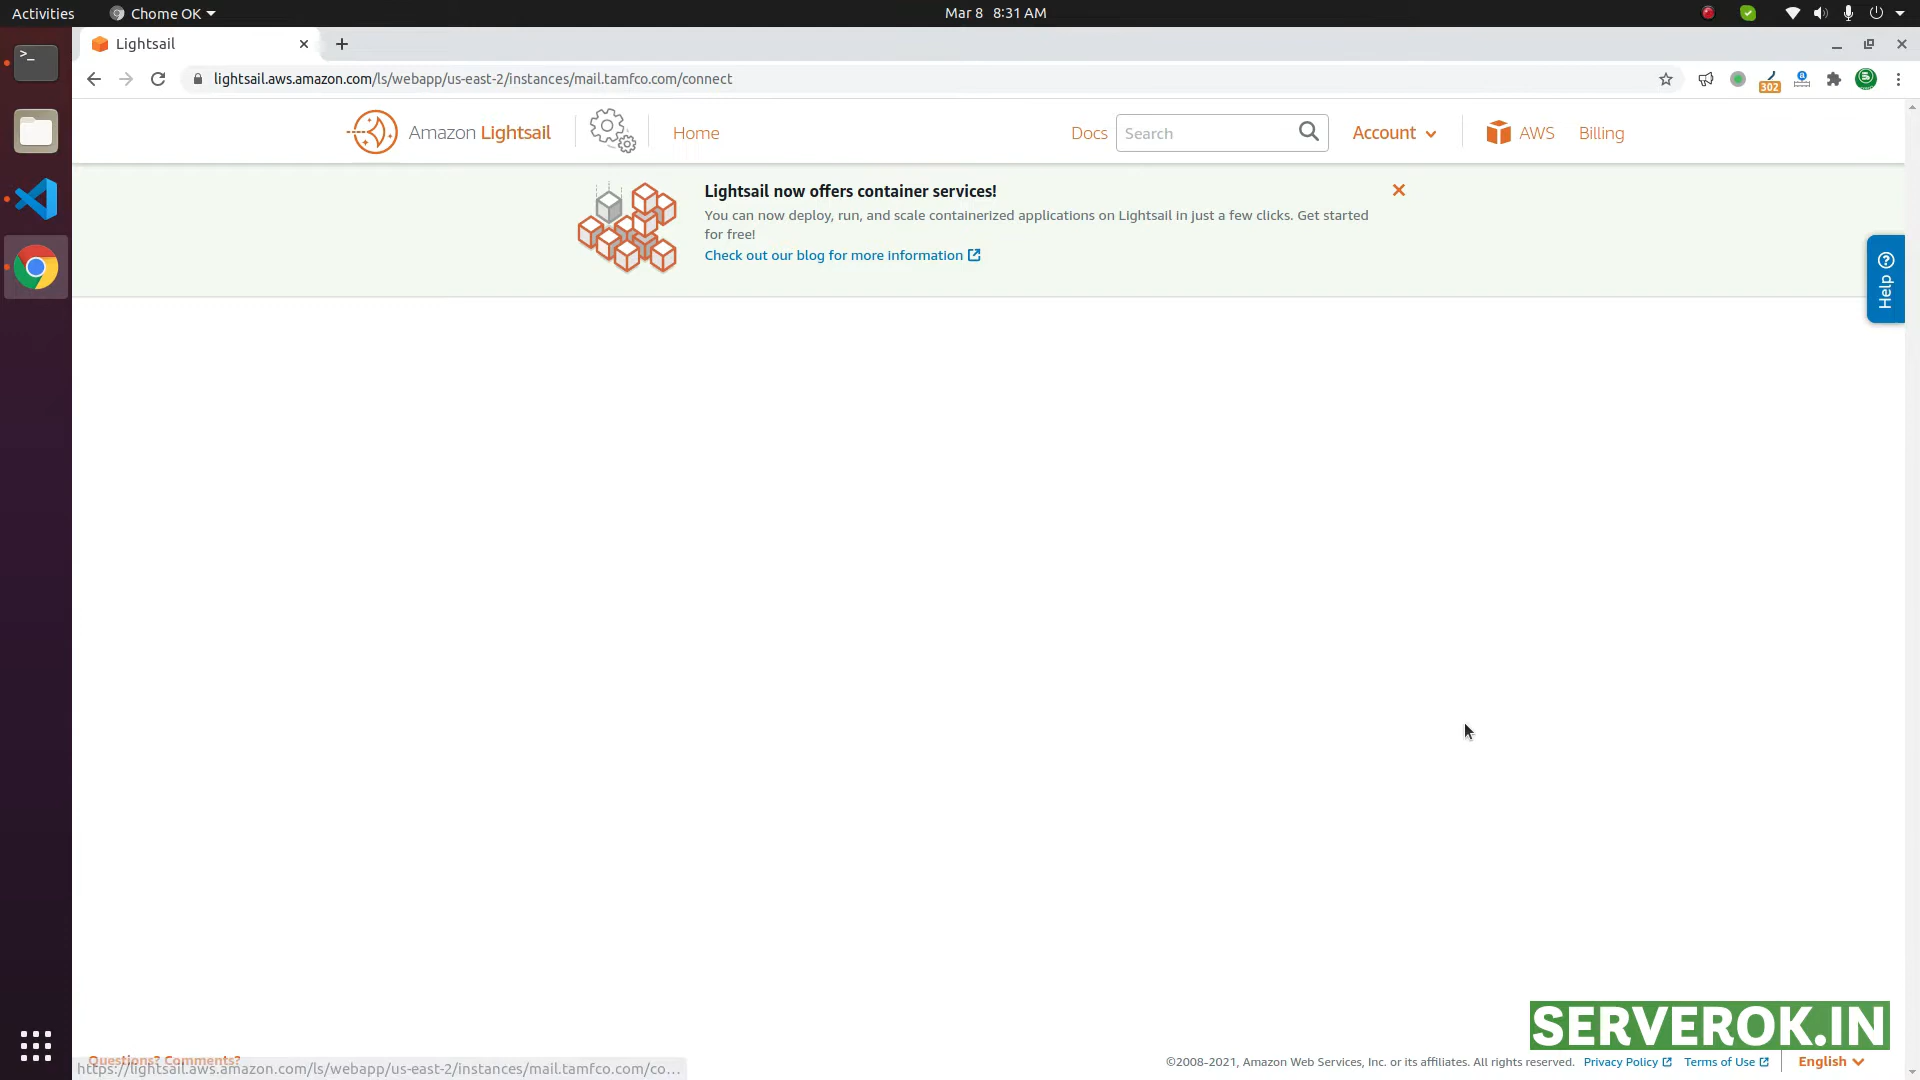 Activities
Chome OK
Mar 8 8:31 AM
Lightsail
lightsail.aws.amazon.com/ls/webapp/us-east-2/instances/mail.tamfco.com/connect
302
Amazon Lightsail
Home
Docs
Search
Account
AWS
Billing
Lightsail now offers container services!
You can now deploy, run, and scale containerized applications on Lightsail in just a few clicks. Get started
for free!
Check out our blog for more information
Help
SERVEROK.IN
Questions? Comments?
https://lightsail.aws.amazon.com/ls/webapp/us-east-2/instances/mail.tamfco.com/co...
©2008-2021, Amazon Web Services, Inc. or its affiliates. All rights reserved.
Privacy Policy
Terms of Use
English